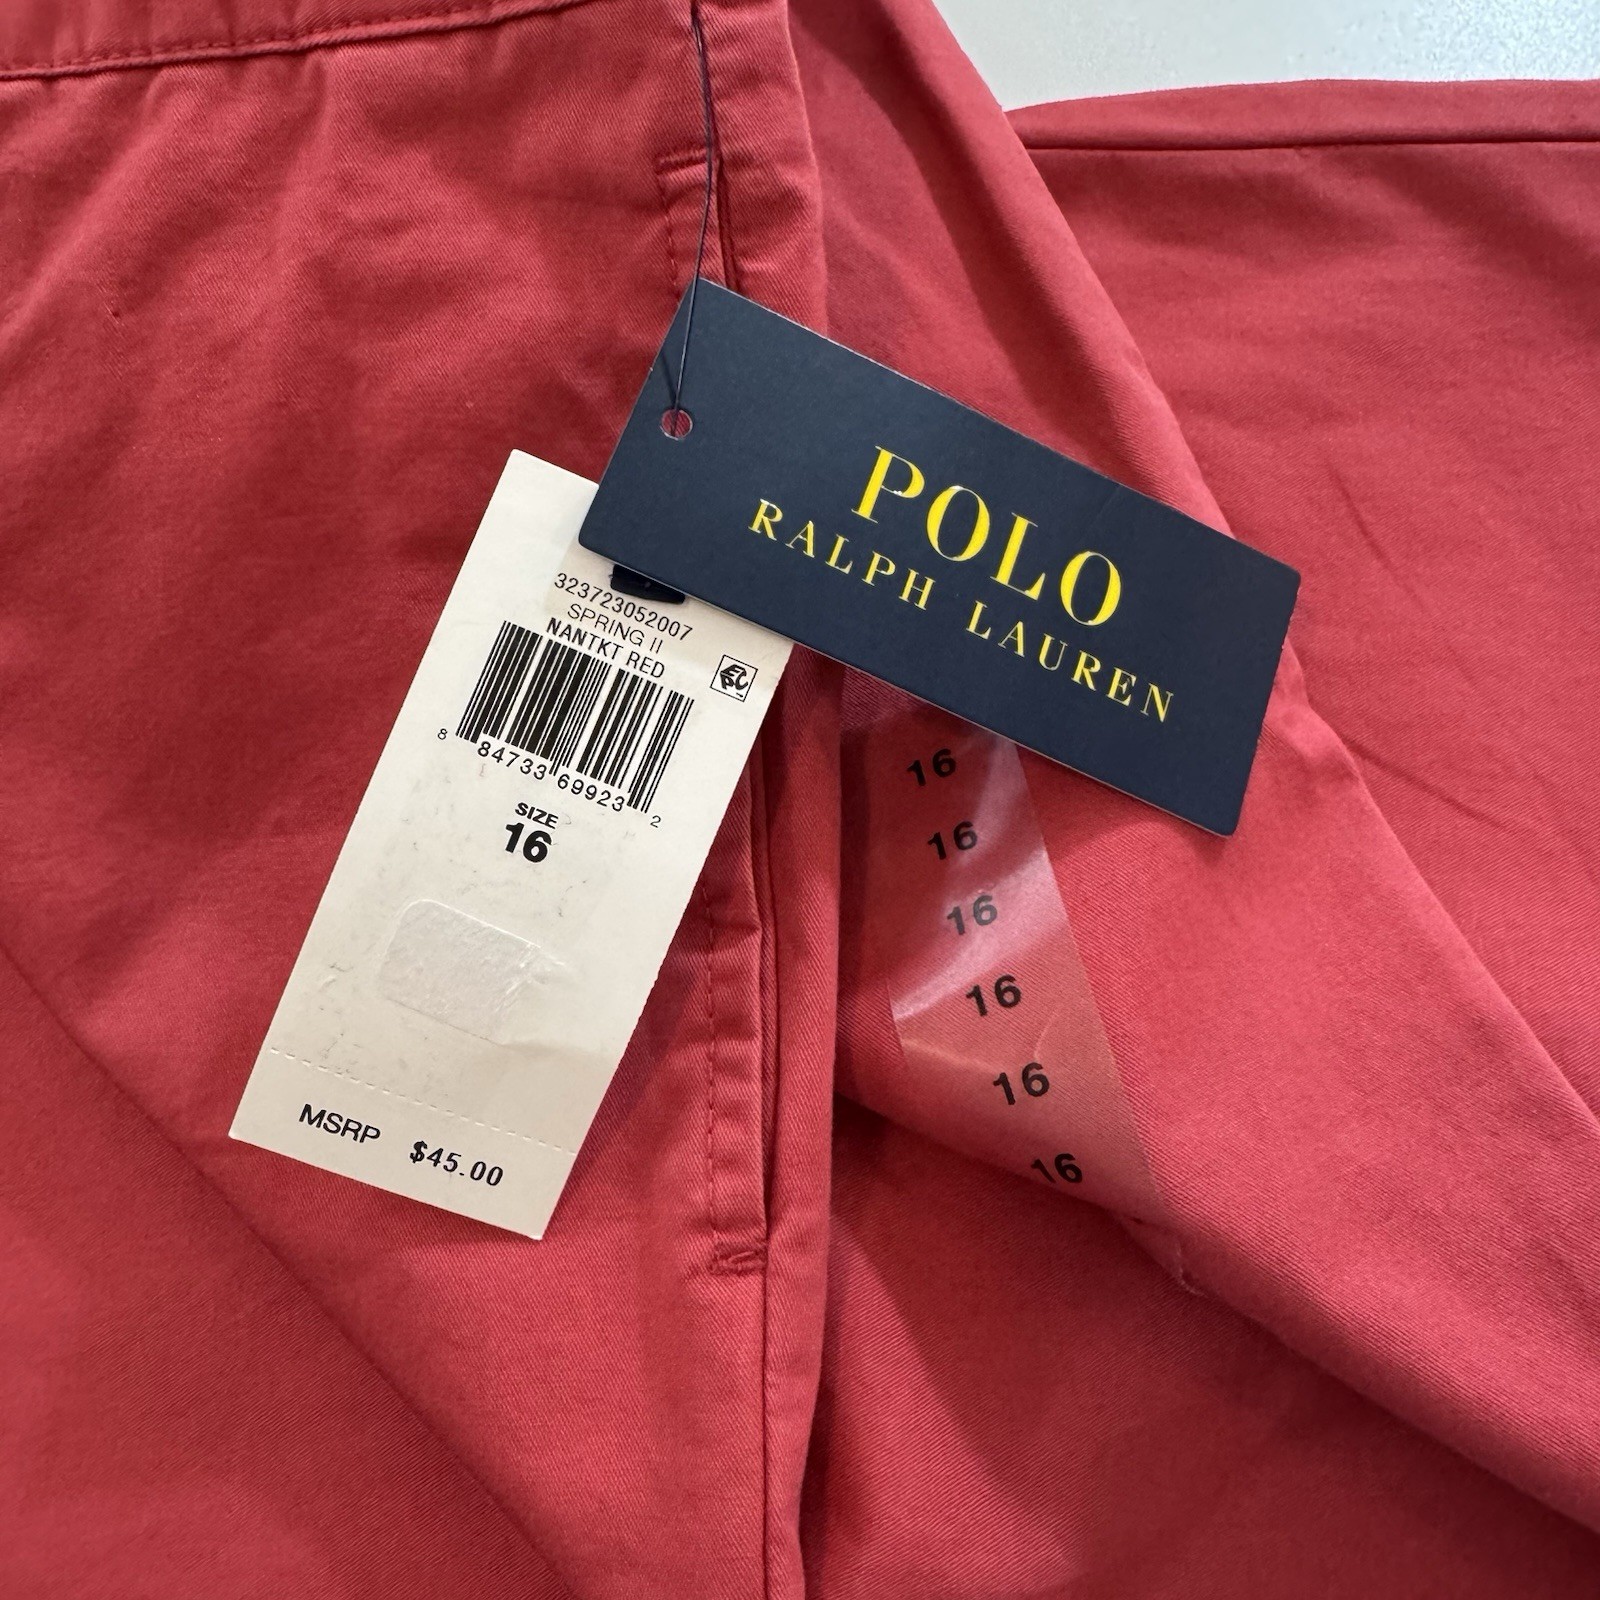 POLO
RALPH LAUREN
323723052007
SPRING II
NANTKT RED
8 84733 69923 2
SIZE
16
MSRP $45.00
16
16
16
16
16
16